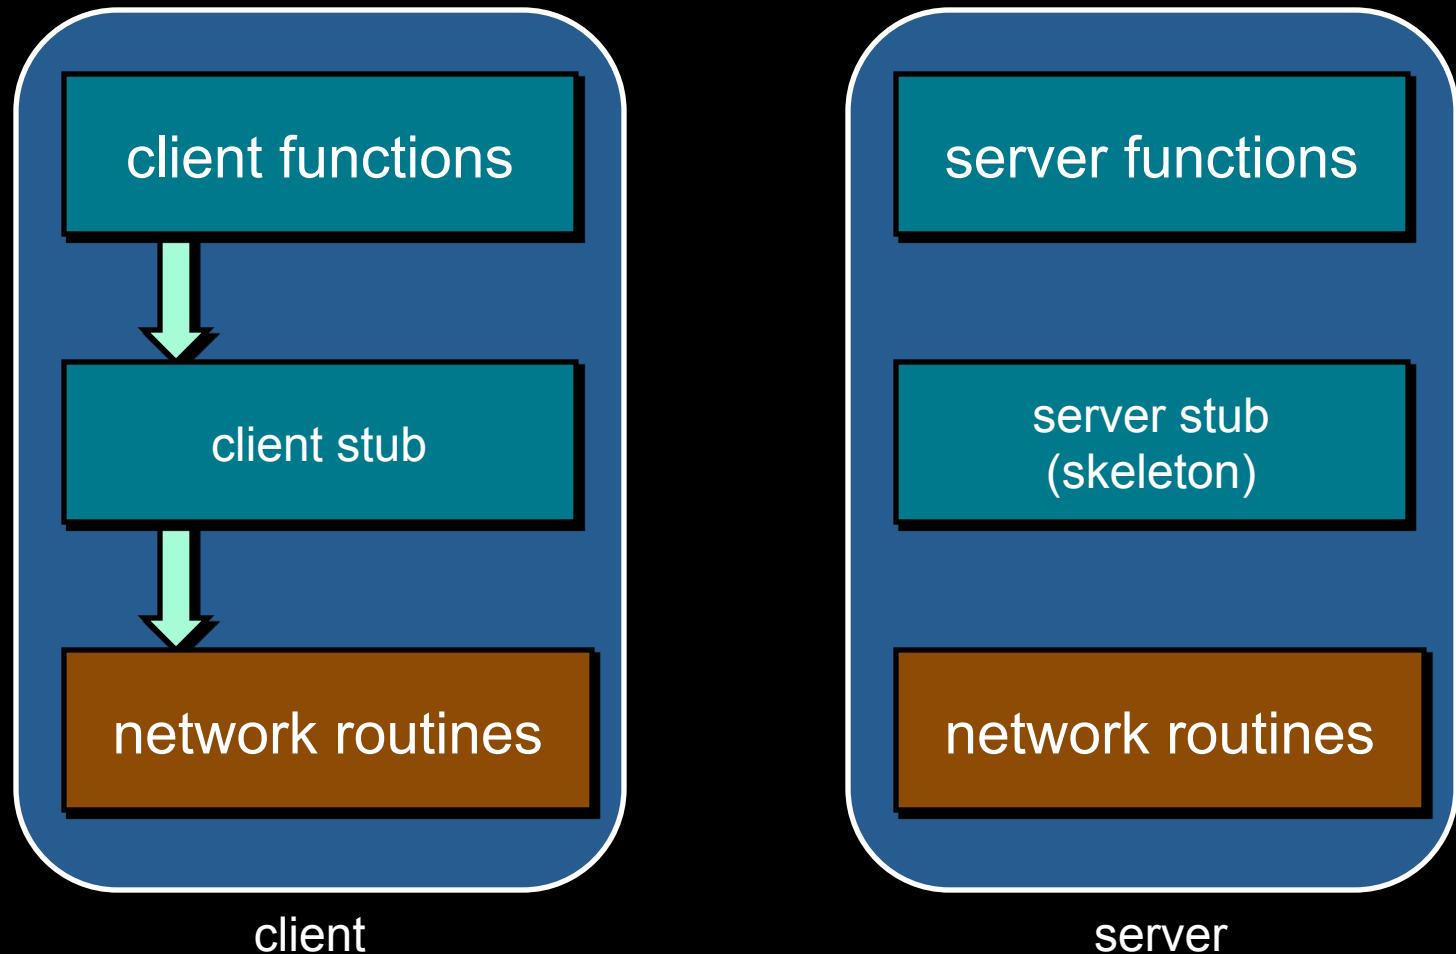 client functions
client stub
network routines
client
server functions
server stub
(skeleton)
network routines
server